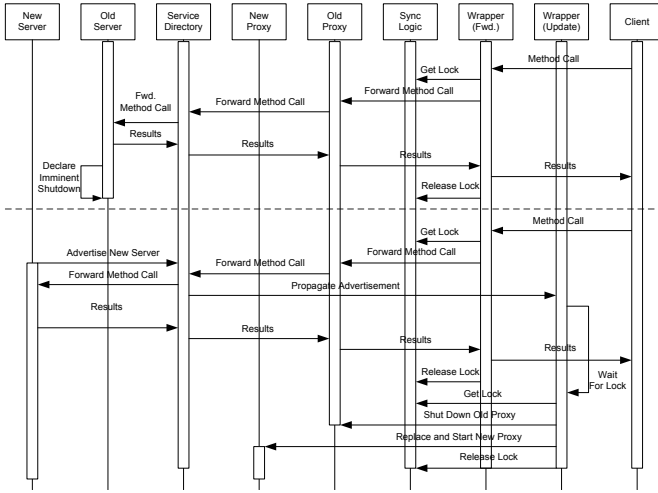 New
Server
Old
Server
Service
Directory
New
Proxy
Old
Proxy
Sync
Logic
Wrapper
(Fwd.)
Wrapper
(Update)
Client
Method Call
Get Lock
Forward Method Call
Fwd.
Method Call
Forward Method Call
Results
Results
Results
Results
Declare
Imminent
Shutdown
Release Lock
Method Call
Get Lock
Advertise New Server
Forward Method Call
Forward Method Call
Forward Method Call
Propagate Advertisement
Results
Results
Results
Results
Release Lock
Wait
For Lock
Get Lock
Shut Down Old Proxy
Replace and Start New Proxy
Release Lock